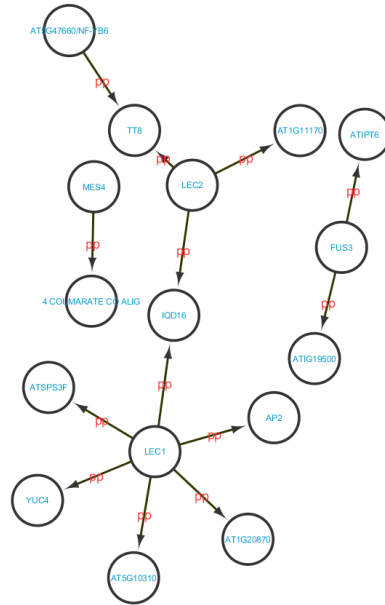 AT5G47660/NF-YB6
pp
TT8
AT1G11170
ATIPT6
pp
pp
MES4
LEC2
pp
pp
pp
FUS3
pp
4 COUMARATE CO ALIG
IQD16
ATIG19500
pp
ATSPS3F
AP2
pp
pp
LEC1
pp
pp
YUC4
pp
AT1G20870
AT5G10310